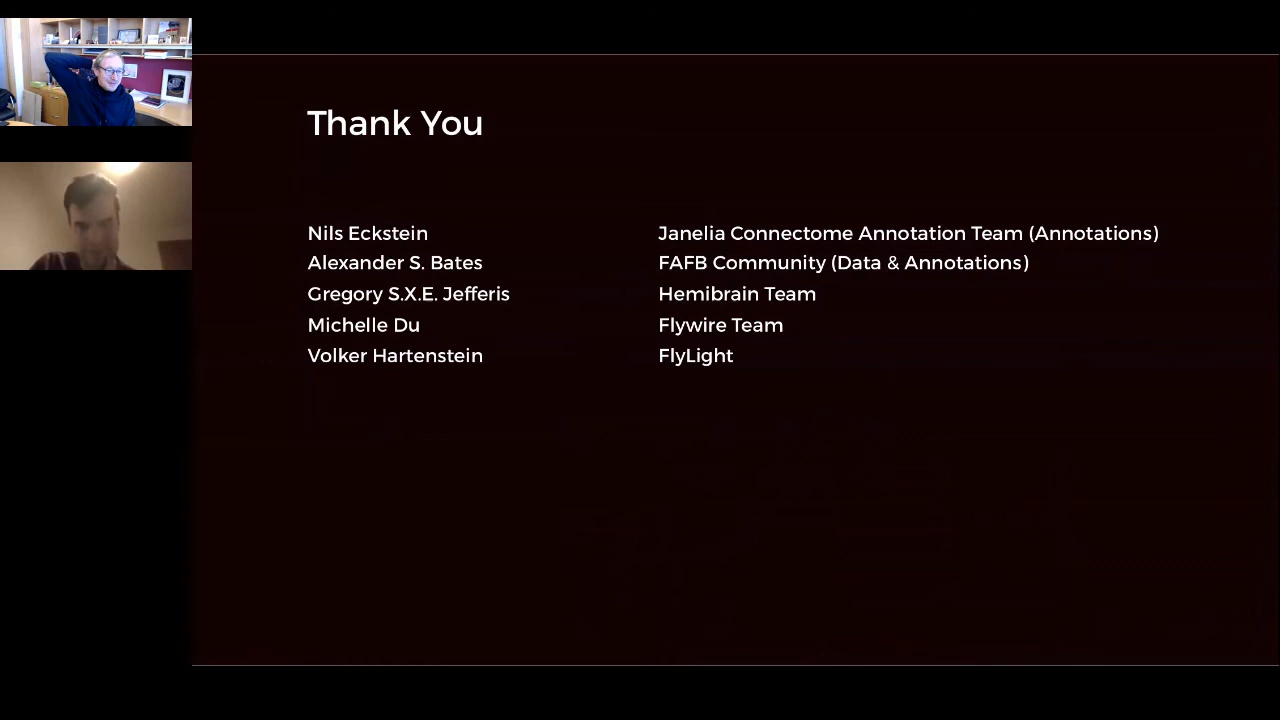 Thank You
Nils Eckstein
Alexander S. Bates
Gregory S.X.E. Jefferis
Michelle Du
Volker Hartenstein
Janelia Connectome Annotation Team (Annotations)
FAFB Community (Data & Annotations)
Hemibrain Team
Flywire Team
FlyLight